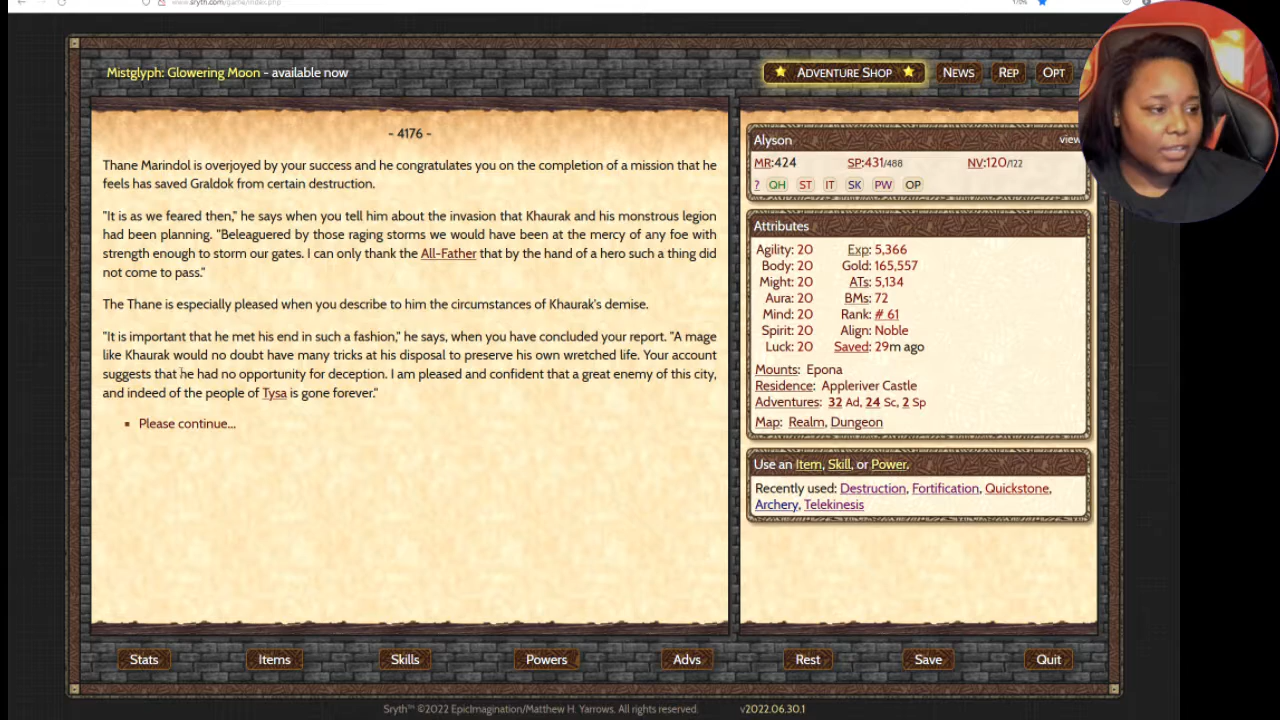 www.sryth.com/game/index.php
170%
Mistglyph: Glowering Moon - available now
ADVENTURE SHOP
NEWS
REP
OPT
- 4176 -
Thane Marindol is overjoyed by your success and he congratulates you on the completion of a mission that he
feels has saved Graldok from certain destruction.
"It is as we feared then," he says when you tell him about the invasion that Khaurak and his monstrous legion
had been planning. "Beleaguered by those raging storms we would have been at the mercy of any foe with
strength enough to storm our gates. I can only thank the All-Father that by the hand of a hero such a thing did
not come to pass."
The Thane is especially pleased when you describe to him the circumstances of Khaurak's demise.
"It is important that he met his end in such a fashion," he says, when you have concluded your report. "A mage
like Khaurak would no doubt have many tricks at his disposal to preserve his own wretched life. Your account
suggests that he had no opportunity for deception. I am pleased and confident that a great enemy of this city,
and indeed of the people of Tysa is gone forever."
Please continue...
Alyson
view
MR:424 SP:431/488 NV:120/122
? QH ST IT SK PW OP
Attributes
Agility: 20 Exp: 5,366
Body: 20 Gold: 165,557
Might: 20 ATs: 5,134
Aura: 20 BMs: 72
Mind: 20 Rank: # 61
Spirit: 20 Align: Noble
Luck: 20 Saved: 29m ago
Mounts: Epona
Residence: Appleriver Castle
Adventures: 32 Ad, 24 Sc, 2 Sp
Map: Realm, Dungeon
Use an Item, Skill, or Power.
Recently used: Destruction, Fortification, Quickstone,
Archery, Telekinesis
Stats
Items
Skills
Powers
Advs
Rest
Save
Quit
Sryth™ ©2022 EpicImagination/Matthew H. Yarrows. All rights reserved.
v2022.06.30.1